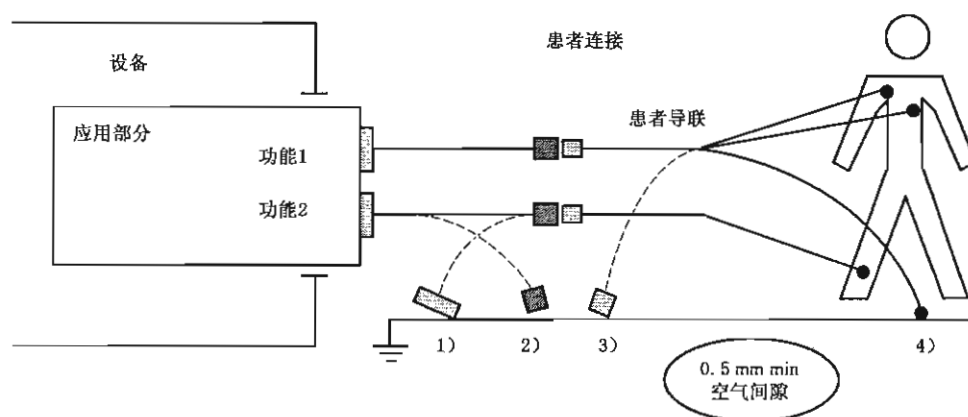 患者连接
设备
应用部分
患者导联
功能1
功能2
1)
2)
3)
4)
0.5 mm min
空气间隙